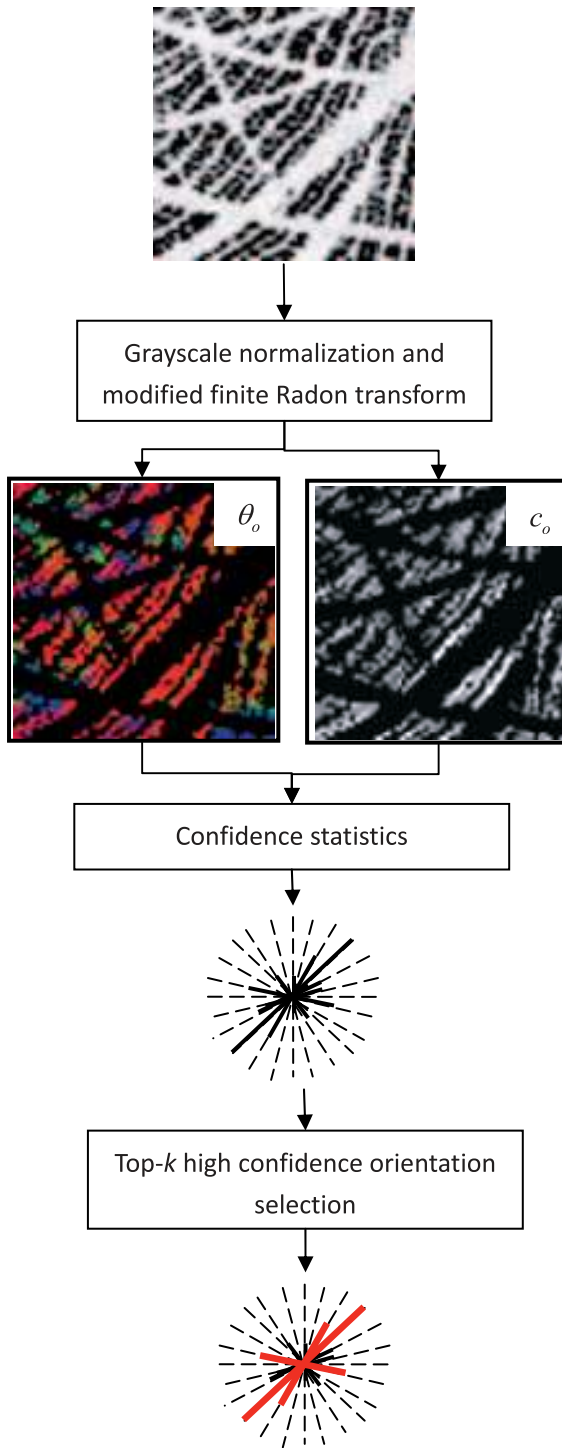 Grayscale normalization and
modified finite Radon transform
θₒ
cₒ
Confidence statistics
Top-k high confidence orientation
selection